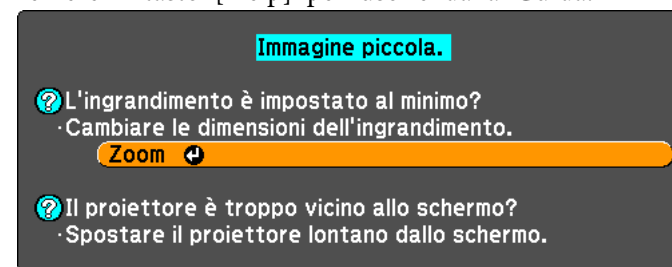 Immagine piccola.
L'ingrandimento è impostato al minimo?
·Cambiare le dimensioni dell'ingrandimento.
Zoom
Il proiettore è troppo vicino allo schermo?
·Spostare il proiettore lontano dallo schermo.